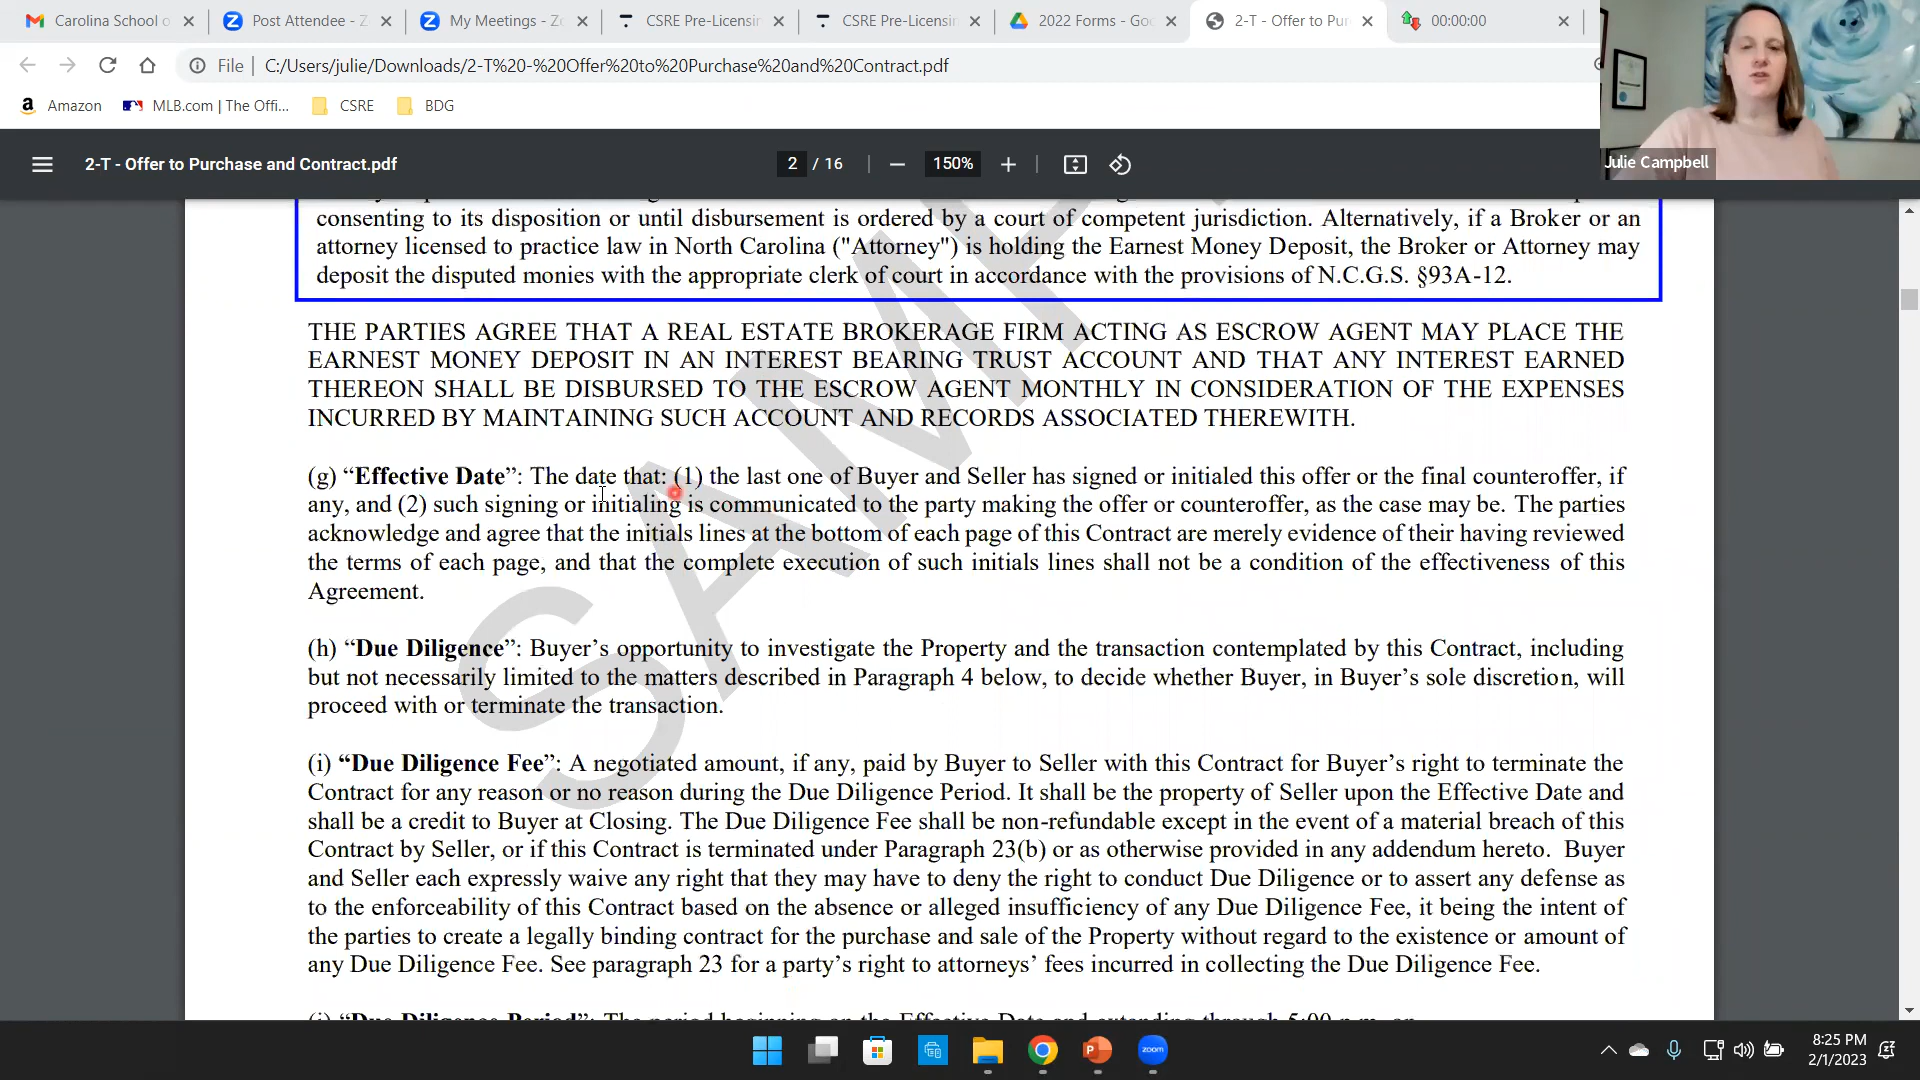 Carolina School o
Post Attendee - Z
My Meetings - Zo
CSRE Pre-Licensin
CSRE Pre-Licensin
2022 Forms - Goo
2-T - Offer to Pur
00:00:00
File C:/Users/julie/Downloads/2-T%20-%20Offer%20to%20Purchase%20and%20Contract.pdf
Amazon MLB.com | The Offi... CSRE BDG
2-T - Offer to Purchase and Contract.pdf
2 / 16
150%
Julie Campbell
consenting to its disposition or until disbursement is ordered by a court of competent jurisdiction. Alternatively, if a Broker or an
attorney licensed to practice law in North Carolina ("Attorney") is holding the Earnest Money Deposit, the Broker or Attorney may
deposit the disputed monies with the appropriate clerk of court in accordance with the provisions of N.C.G.S. §93A-12.
THE PARTIES AGREE THAT A REAL ESTATE BROKERAGE FIRM ACTING AS ESCROW AGENT MAY PLACE THE
EARNEST MONEY DEPOSIT IN AN INTEREST BEARING TRUST ACCOUNT AND THAT ANY INTEREST EARNED
THEREON SHALL BE DISBURSED TO THE ESCROW AGENT MONTHLY IN CONSIDERATION OF THE EXPENSES
INCURRED BY MAINTAINING SUCH ACCOUNT AND RECORDS ASSOCIATED THEREWITH.
(g) “Effective Date”: The date that: (1) the last one of Buyer and Seller has signed or initialed this offer or the final counteroffer, if
any, and (2) such signing or initialing is communicated to the party making the offer or counteroffer, as the case may be. The parties
acknowledge and agree that the initials lines at the bottom of each page of this Contract are merely evidence of their having reviewed
the terms of each page, and that the complete execution of such initials lines shall not be a condition of the effectiveness of this
Agreement.
(h) “Due Diligence”: Buyer’s opportunity to investigate the Property and the transaction contemplated by this Contract, including
but not necessarily limited to the matters described in Paragraph 4 below, to decide whether Buyer, in Buyer’s sole discretion, will
proceed with or terminate the transaction.
(i) “Due Diligence Fee”: A negotiated amount, if any, paid by Buyer to Seller with this Contract for Buyer’s right to terminate the
Contract for any reason or no reason during the Due Diligence Period. It shall be the property of Seller upon the Effective Date and
shall be a credit to Buyer at Closing. The Due Diligence Fee shall be non-refundable except in the event of a material breach of this
Contract by Seller, or if this Contract is terminated under Paragraph 23(b) or as otherwise provided in any addendum hereto. Buyer
and Seller each expressly waive any right that they may have to deny the right to conduct Due Diligence or to assert any defense as
to the enforceability of this Contract based on the absence or alleged insufficiency of any Due Diligence Fee, it being the intent of
the parties to create a legally binding contract for the purchase and sale of the Property without regard to the existence or amount of
any Due Diligence Fee. See paragraph 23 for a party’s right to attorneys’ fees incurred in collecting the Due Diligence Fee.
(j) “Due Diligence Period”: The period beginning on the Effective Date and extending through 5:00 p.m. on
zoom
8:25 PM
2/1/2023